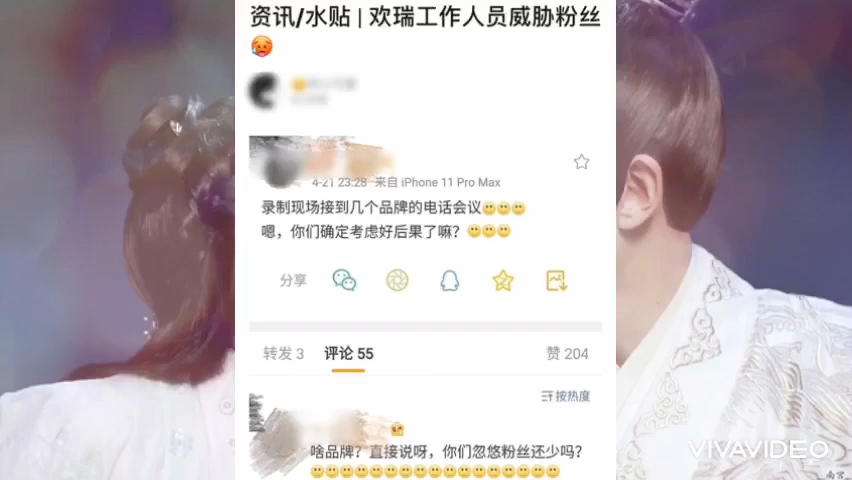 资讯/水贴 | 欢瑞工作人员威胁粉丝
🥵
4-21 23:28 来自 iPhone 11 Pro Max
录制现场接到几个品牌的电话会议😶😶😶
嗯，你们确定考虑好后果了嘛？😶😶😶
分享
转发 3 评论 55 赞 204
按热度
啥品牌？直接说呀，你们忽悠粉丝还少吗？
🙂🙂🙂🙂🙂🙂🙂🙂🙂🙂🙂🙂🙂🙂🙂🙂
VIVAVIDEO